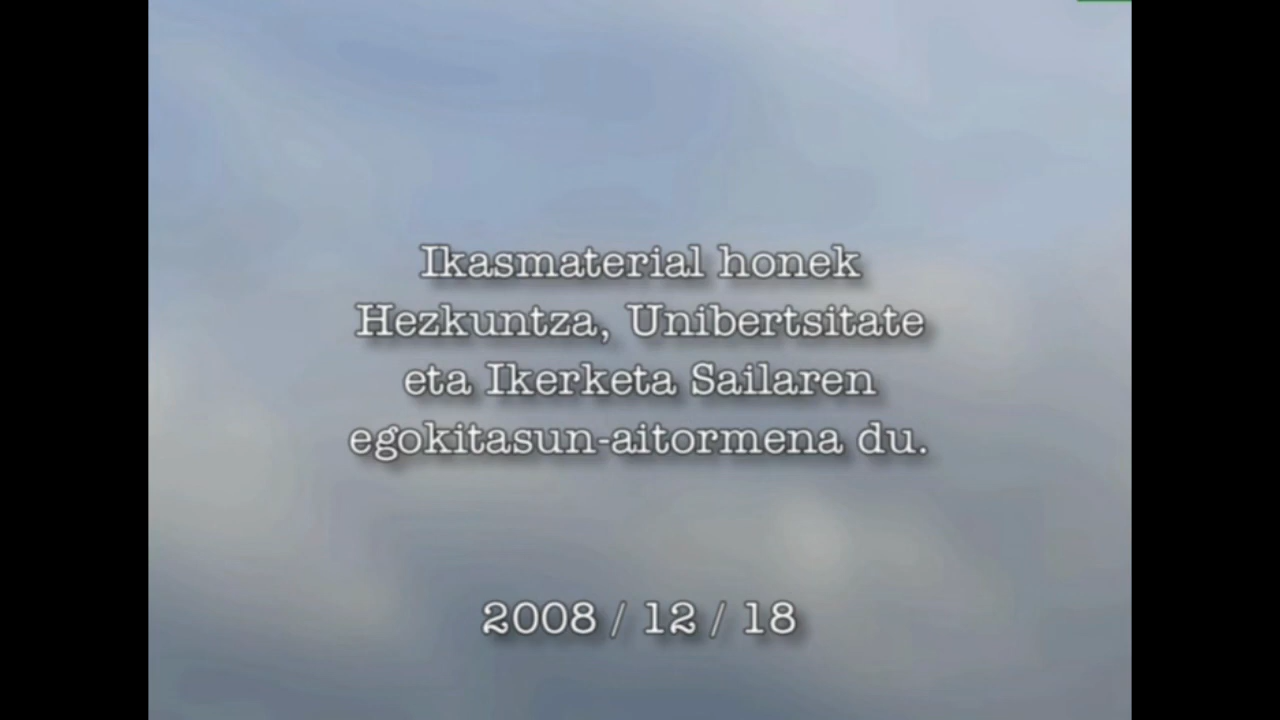 Ikasmaterial honek
Hezkuntza, Unibertsitate
eta Ikerketa Sailaren
egokitasun-aitormena du.
2008 / 12 / 18